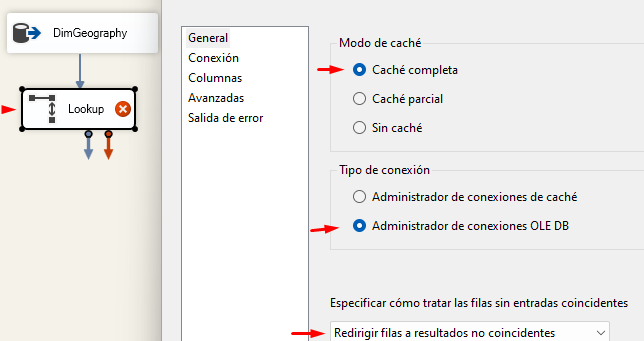 DimGeography
Lookup
General
Conexión
Columnas
Avanzadas
Salida de error
Modo de caché
Caché completa
Caché parcial
Sin caché
Tipo de conexión
Administrador de conexiones de caché
Administrador de conexiones OLE DB
Especificar cómo tratar las filas sin entradas coincidentes
Redirigir filas a resultados no coincidentes